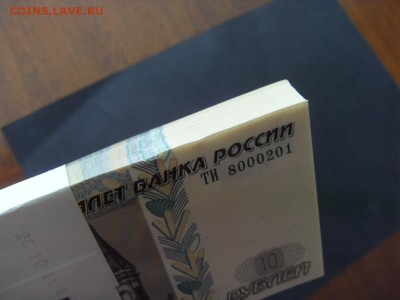 COINS.LAVE.RU
ИЛЕТ БАНКА РОССИИ
ТИ 8000201
10
РУБЛЕЙ